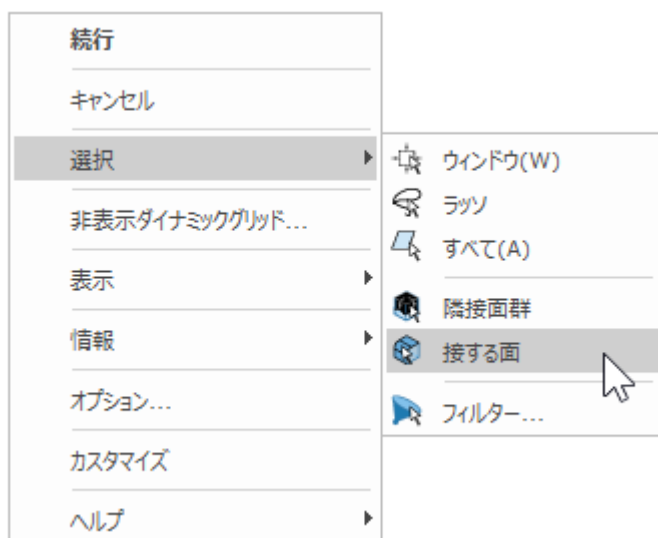 続行
キャンセル
選択
非表示ダイナミックグリッド...
表示
情報
オプション...
カスタマイズ
ヘルプ
ウィンドウ(W)
ラッソ
すべて(A)
隣接面群
接する面
フィルター...